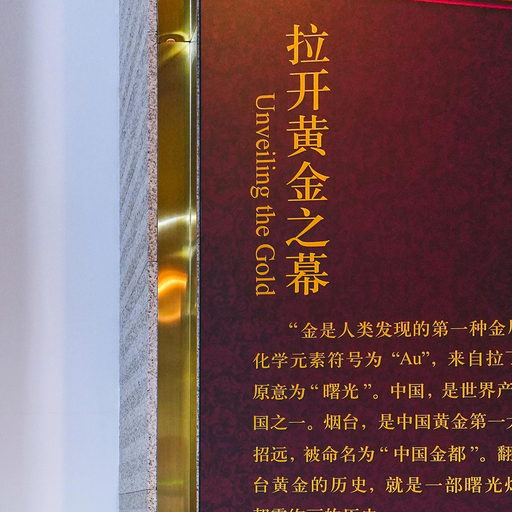 拉开黄金之幕
Unveiling the Gold
“金是人类发现的第一种金
化学元素符号为“Au”，来自拉丁
原意为“曙光”。中国，是世界产
国之一。烟台，是中国黄金第一大
招远，被命名为“中国金都”。翻
台黄金的历史，就是一部曙光